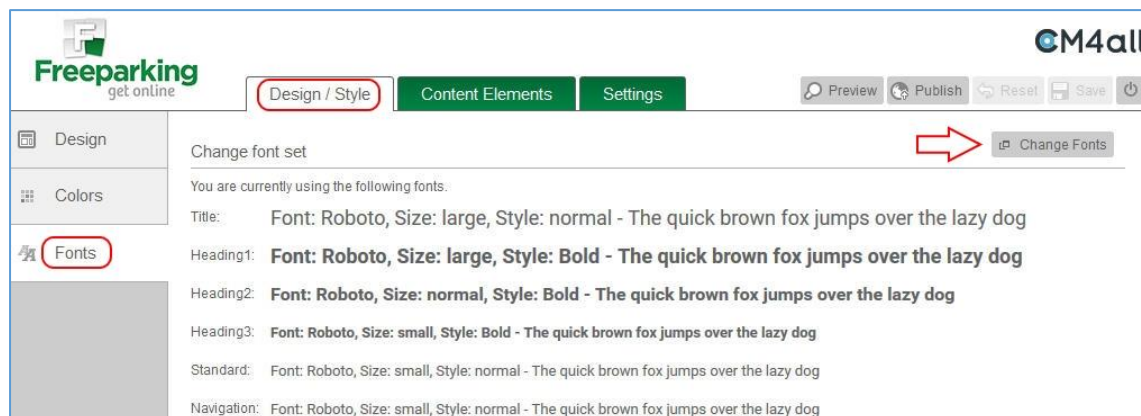 F
Freeparking
get online
CM4all
Design / Style
Content Elements
Settings
Preview
Publish
Reset
Save
Design
Colors
Fonts
Change font set
Change Fonts
You are currently using the following fonts.
Title: Font: Roboto, Size: large, Style: normal - The quick brown fox jumps over the lazy dog
Heading1: Font: Roboto, Size: large, Style: Bold - The quick brown fox jumps over the lazy dog
Heading2: Font: Roboto, Size: normal, Style: Bold - The quick brown fox jumps over the lazy dog
Heading3: Font: Roboto, Size: small, Style: Bold - The quick brown fox jumps over the lazy dog
Standard: Font: Roboto, Size: small, Style: normal - The quick brown fox jumps over the lazy dog
Navigation: Font: Roboto, Size: small, Style: normal - The quick brown fox jumps over the lazy dog